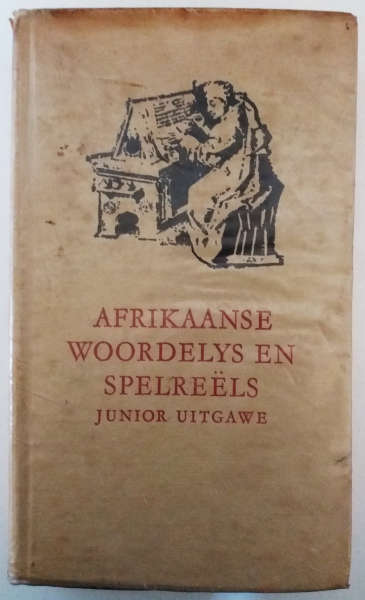 AFRIKAANSE
WOORDELYS EN
SPELREËLS
JUNIOR UITGAWE